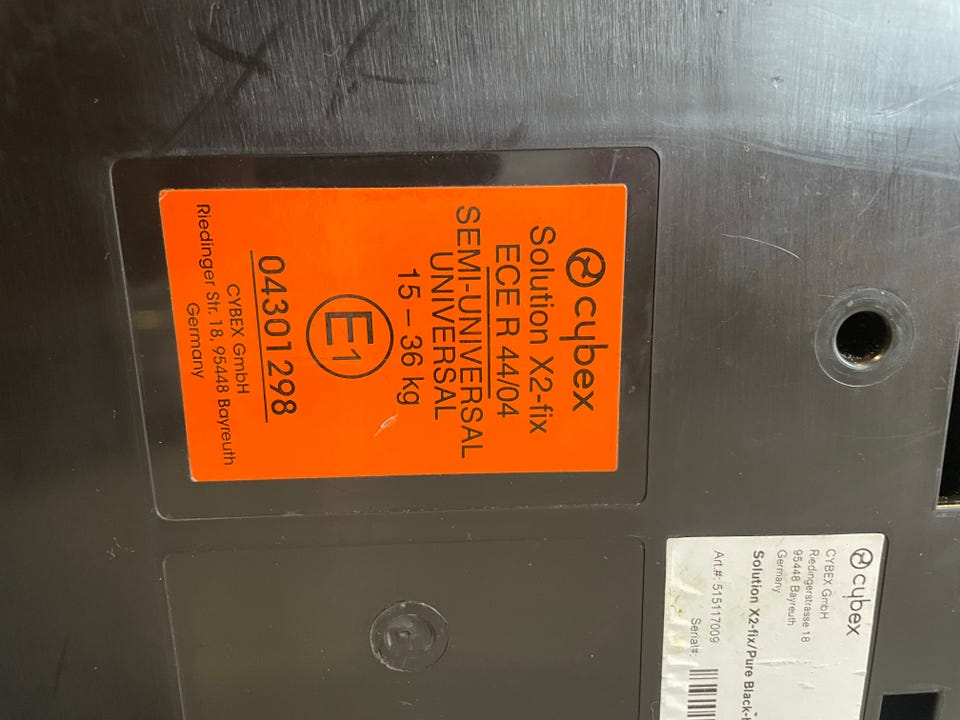 cybex
Solution X2-fix
ECE R 44/04
SEMI-UNIVERSAL
UNIVERSAL
15 – 36 kg
E1
04301298
CYBEX GmbH
Riedinger Str. 18, 95448 Bayreuth
Germany
cybex
CYBEX GmbH
Riedingerstrasse 18
95448 Bayreuth
Germany
Solution X2-fix/Pure Black-
Art.#: 515117009
Serial#: